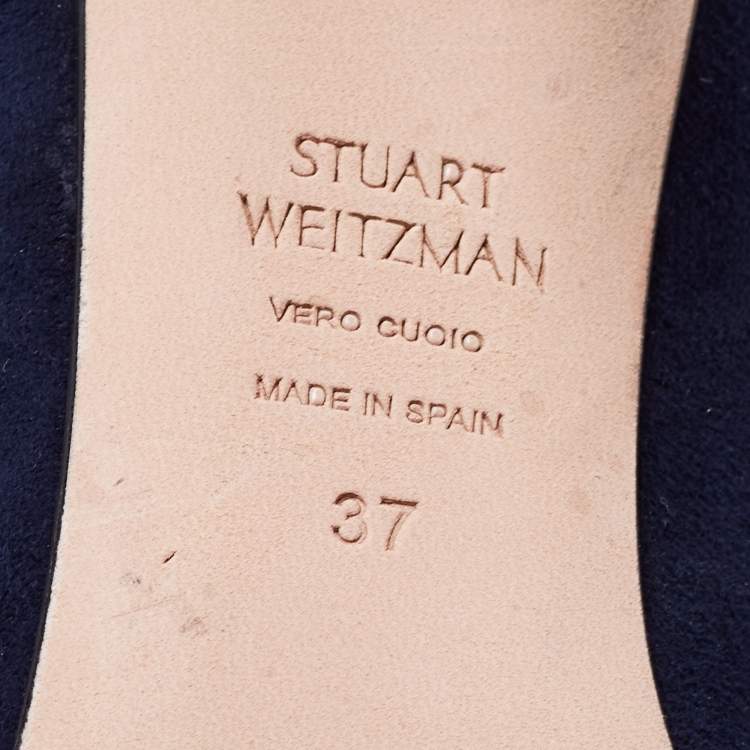 STUART
WEITZMAN
VERO CUOIO
MADE IN SPAIN
37